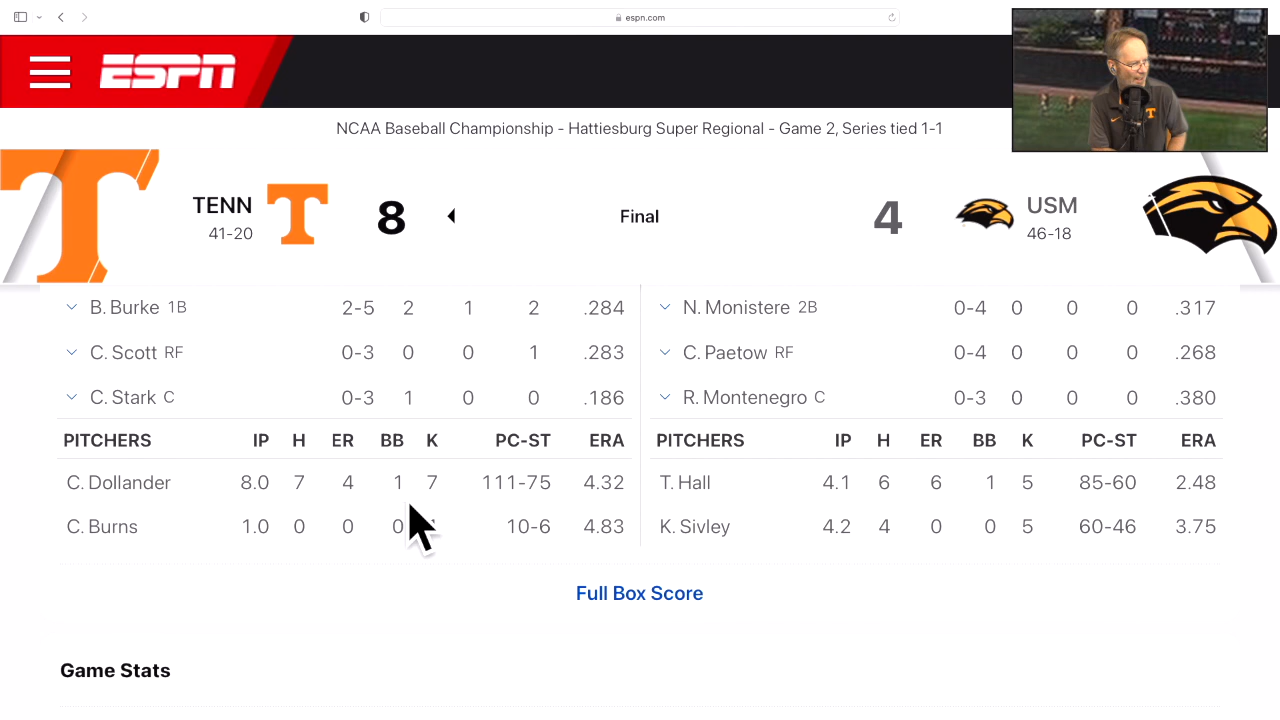 espn.com
ESPN
NCAA Baseball Championship - Hattiesburg Super Regional - Game 2, Series tied 1-1
T
TENN
41-20
T
8
Final
4
USM
46-18
B. Burke 1B 2-5 2 1 2 .284
C. Scott RF 0-3 0 0 1 .283
C. Stark C 0-3 1 0 0 .186
PITCHERS IP H ER BB K PC-ST ERA
C. Dollander 8.0 7 4 1 7 111-75 4.32
C. Burns 1.0 0 0 0 10-6 4.83
N. Monistere 2B 0-4 0 0 0 .317
C. Paetow RF 0-4 0 0 0 .268
R. Montenegro C 0-3 0 0 0 .380
PITCHERS IP H ER BB K PC-ST ERA
T. Hall 4.1 6 6 1 5 85-60 2.48
K. Sivley 4.2 4 0 0 5 60-46 3.75
Full Box Score
Game Stats
T